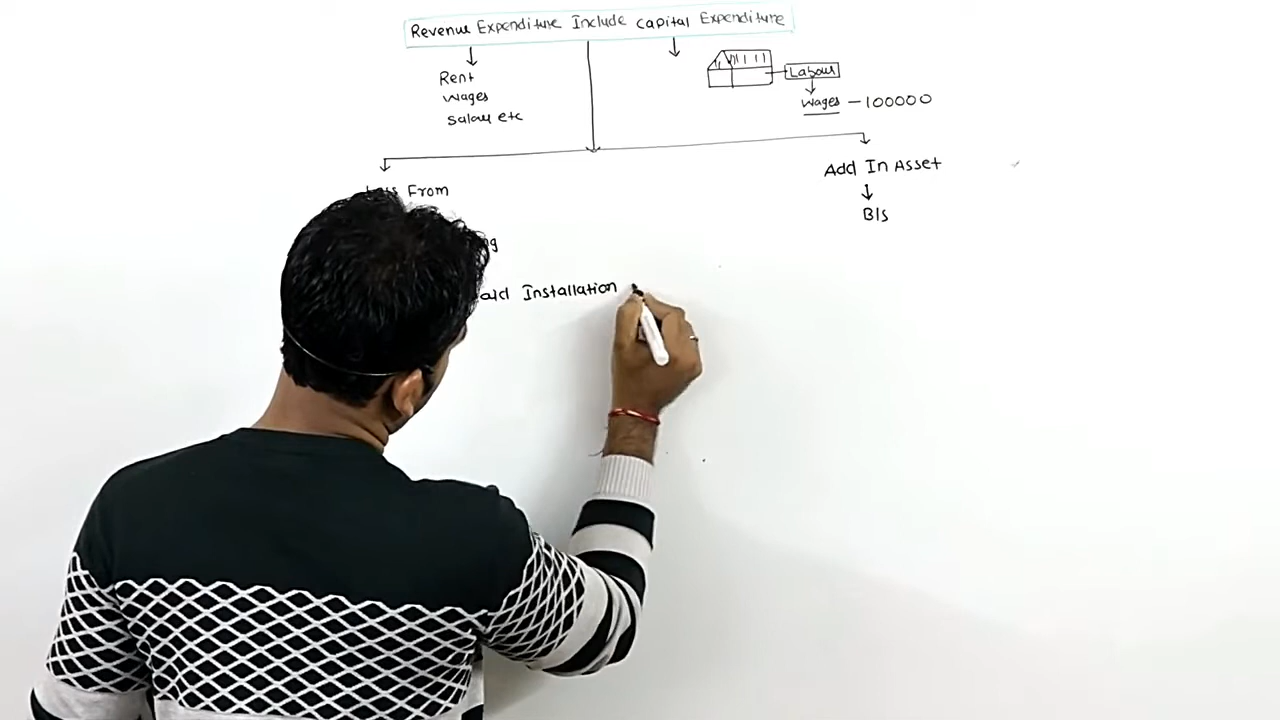 Revenue Expenditure Include capital Expenditure
Rent
wages
salary etc
Labour
wages - 100000
Add In Asset
B/s
From
Installation